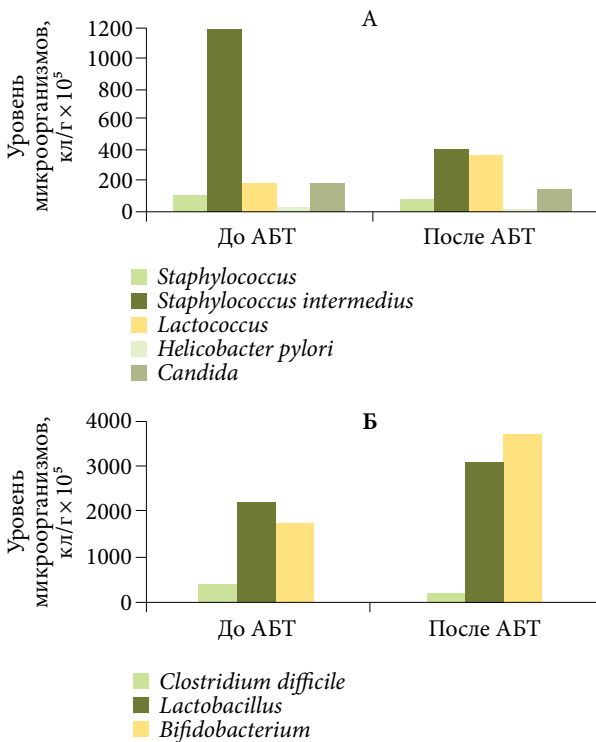 А
Уровень
микроорганизмов,
кл/г × 10⁵
1200
1000
800
600
400
200
0
До АБТ
После АБТ
Staphylococcus
Staphylococcus intermedius
Lactococcus
Helicobacter pylori
Candida
Б
Уровень
микроорганизмов,
кл/г × 10⁵
4000
3000
2000
1000
0
До АБТ
После АБТ
Clostridium difficile
Lactobacillus
Bifidobacterium